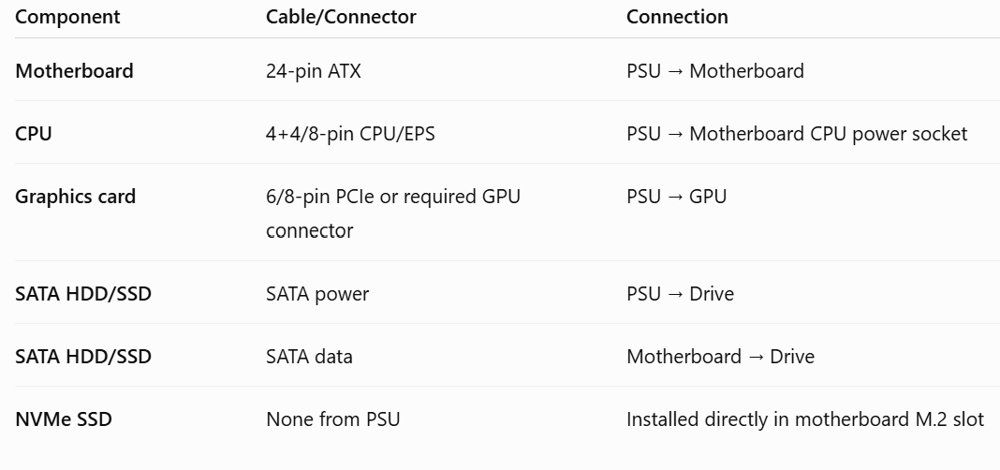 Component Cable/Connector Connection
Motherboard 24-pin ATX PSU → Motherboard
CPU 4+4/8-pin CPU/EPS PSU → Motherboard CPU power socket
Graphics card 6/8-pin PCIe or required GPU PSU → GPU
connector
SATA HDD/SSD SATA power PSU → Drive
SATA HDD/SSD SATA data Motherboard → Drive
NVMe SSD None from PSU Installed directly in motherboard M.2 slot